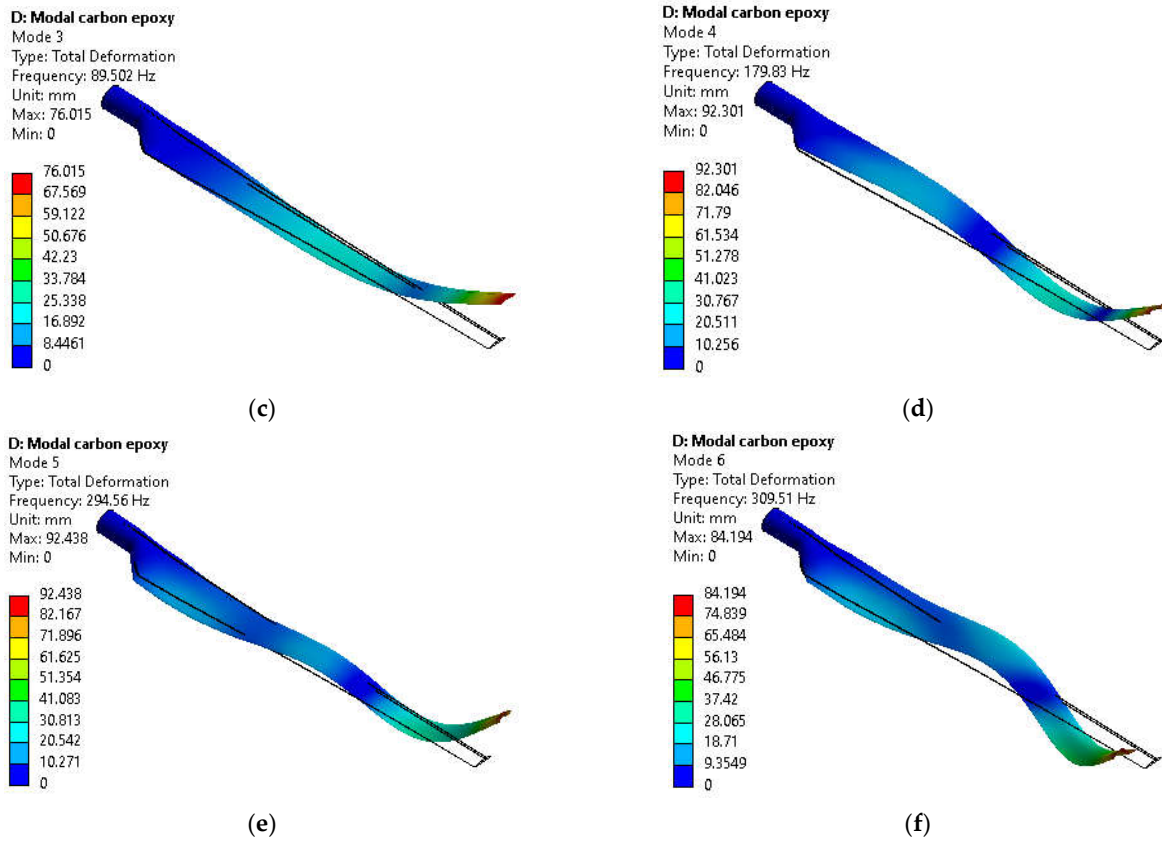 D: Modal carbon epoxy
Mode 3
Type: Total Deformation
Frequency: 89.502 Hz
Unit: mm
Max: 76.015
Min: 0
76.015
67.569
59.122
50.676
42.23
33.784
25.338
16.892
8.4461
0
(c)
D: Modal carbon epoxy
Mode 4
Type: Total Deformation
Frequency: 179.83 Hz
Unit: mm
Max: 92.301
Min: 0
92.301
82.046
71.79
61.534
51.278
41.023
30.767
20.511
10.256
0
(d)
D: Modal carbon epoxy
Mode 5
Type: Total Deformation
Frequency: 294.56 Hz
Unit: mm
Max: 92.438
Min: 0
92.438
82.167
71.896
61.625
51.354
41.083
30.813
20.542
10.271
0
(e)
D: Modal carbon epoxy
Mode 6
Type: Total Deformation
Frequency: 309.51 Hz
Unit: mm
Max: 84.194
Min: 0
84.194
74.839
65.484
56.13
46.775
37.42
28.065
18.71
9.3549
0
(f)